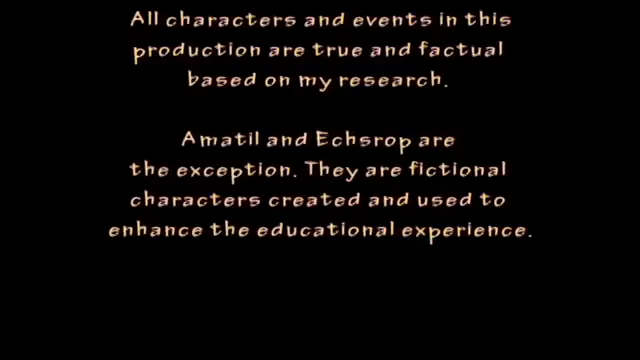 All characters and events in this
production are true and factual
based on my research.
Amatil and Echsrop are
the exception. They are fictional
characters created and used to
enhance the educational experience.